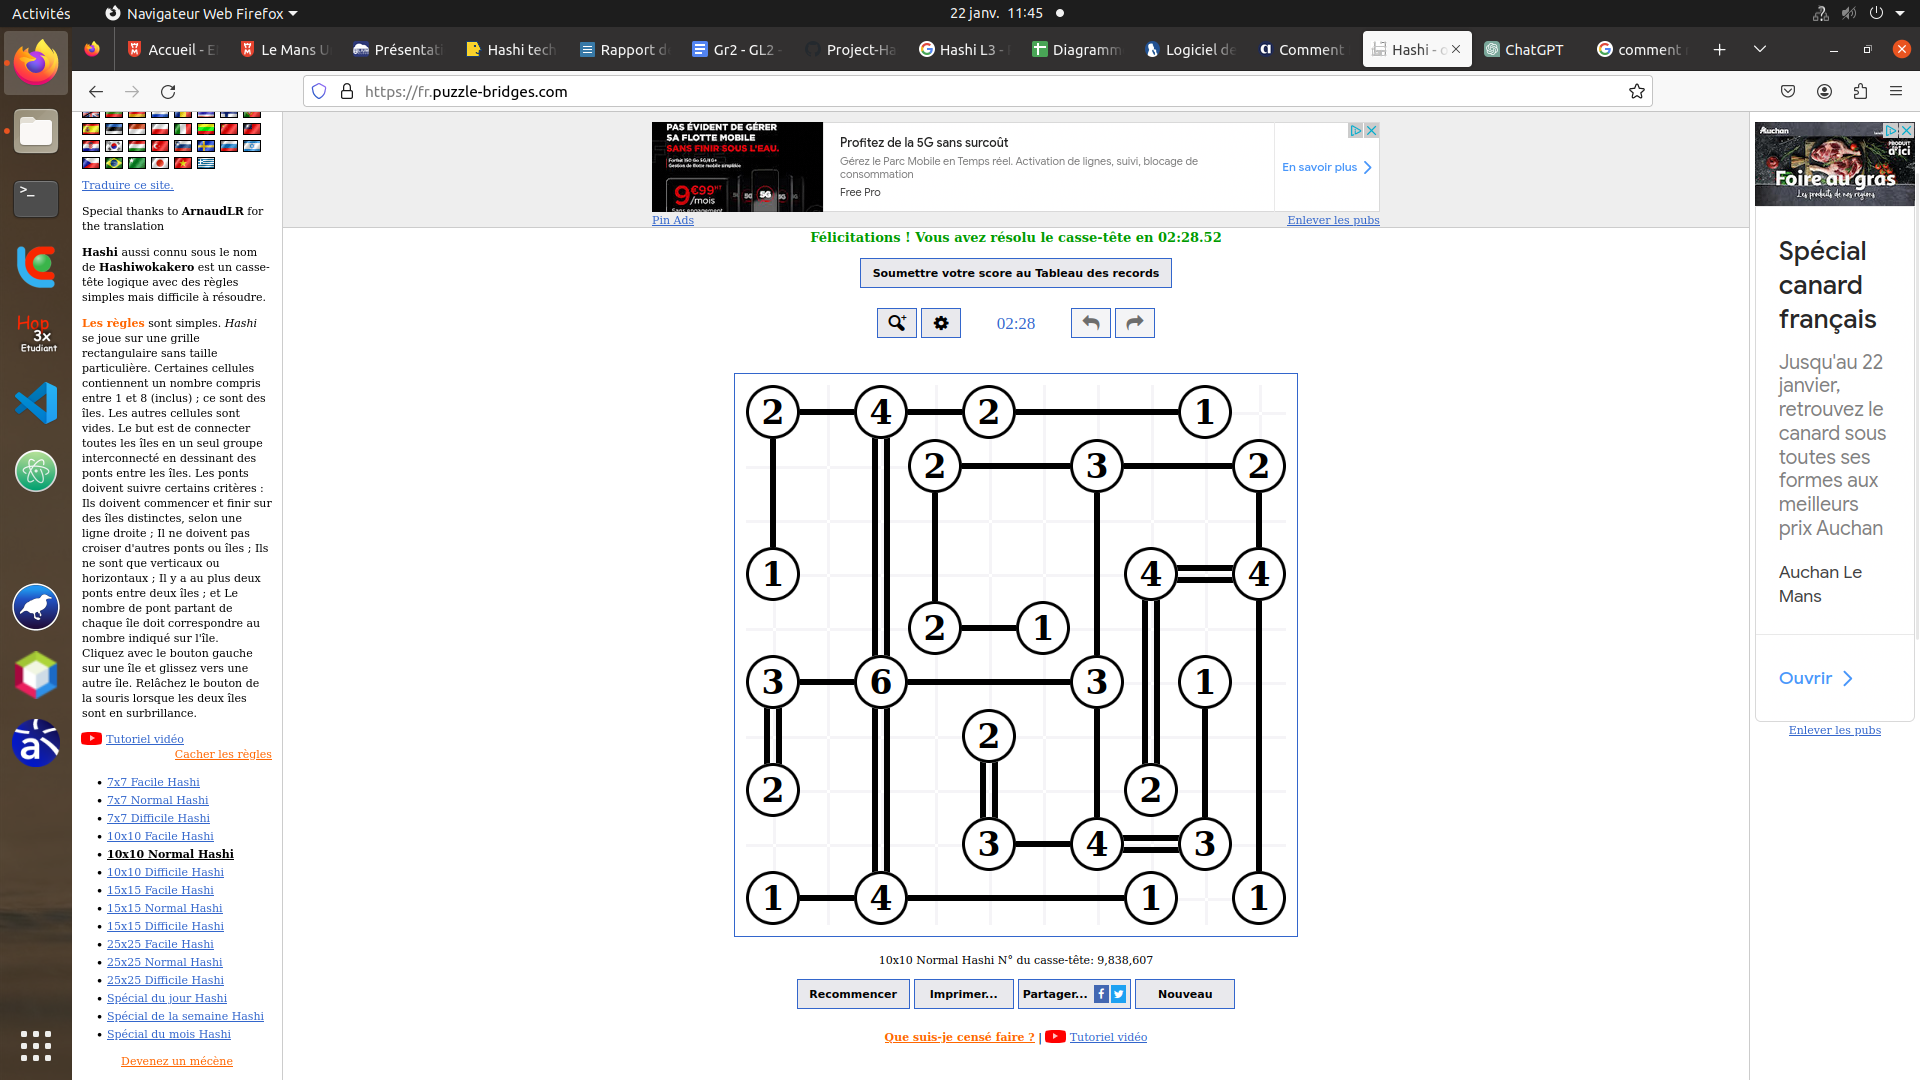 Activités
Navigateur Web Firefox
22 janv. 11:45
Accueil - E
Le Mans U
Présentati
Hashi tech
Rapport d
Gr2 - GL2 -
Project-Ha
Hashi L3 -
Diagramm
Logiciel de
Comment
Hashi - o
ChatGPT
comment
https://fr.puzzle-bridges.com
Traduire ce site.
Special thanks to ArnaudLR for
the translation
Hashi aussi connu sous le nom
de Hashiwokakero est un casse-
tête logique avec des règles
simples mais difficile à résoudre.
Les règles sont simples. Hashi
se joue sur une grille
rectangulaire sans taille
particulière. Certaines cellules
contiennent un nombre compris
entre 1 et 8 (inclus) ; ce sont des
îles. Les autres cellules sont
vides. Le but est de connecter
toutes les îles en un seul groupe
interconnecté en dessinant des
ponts entre les îles. Les ponts
doivent suivre certains critères :
Ils doivent commencer et finir sur
des îles distinctes, selon une
ligne droite ; Il ne doivent pas
croiser d'autres ponts ou îles ; Ils
ne sont que verticaux ou
horizontaux ; Il y a au plus deux
ponts entre deux îles ; et Le
nombre de pont partant de
chaque île doit correspondre au
nombre indiqué sur l'île.
Cliquez avec le bouton gauche
sur une île et glissez vers une
autre île. Relâchez le bouton de
la souris lorsque les deux îles
sont en surbrillance.
Tutoriel vidéo
Cacher les règles
• 7x7 Facile Hashi
• 7x7 Normal Hashi
• 7x7 Difficile Hashi
• 10x10 Facile Hashi
• 10x10 Normal Hashi
• 10x10 Difficile Hashi
• 15x15 Facile Hashi
• 15x15 Normal Hashi
• 15x15 Difficile Hashi
• 25x25 Facile Hashi
• 25x25 Normal Hashi
• 25x25 Difficile Hashi
• Spécial du jour Hashi
• Spécial de la semaine Hashi
• Spécial du mois Hashi
Devenez un mécène
Hop
3x
Etudiant
PAS ÉVIDENT DE GÉRER
SA FLOTTE MOBILE
SANS FINIR SOUS L'EAU.
9€99
/mois
5G
Profitez de la 5G sans surcoût
Gérez le Parc Mobile en Temps réel. Activation de lignes, suivi, blocage de
consommation
Free Pro
En savoir plus
Pin Ads
Enlever les pubs
Félicitations ! Vous avez résolu le casse-tête en 02:28.52
Soumettre votre score au Tableau des records
02:28
2 4 2 1
2 3 2
1 4 4
2 1
3 6 3 1
2
2 2
3 4 3
1 4 1 1
10x10 Normal Hashi N° du casse-tête: 9,838,607
Recommencer
Imprimer...
Partager...
Nouveau
Que suis-je censé faire ? | Tutoriel vidéo
Auchan
PRODUIT
d'ici
Foire au gras
Les produits de nos régions
Spécial
canard
français
Jusqu'au 22
janvier,
retrouvez le
canard sous
toutes ses
formes aux
meilleurs
prix Auchan
Auchan Le
Mans
Ouvrir
Enlever les pubs